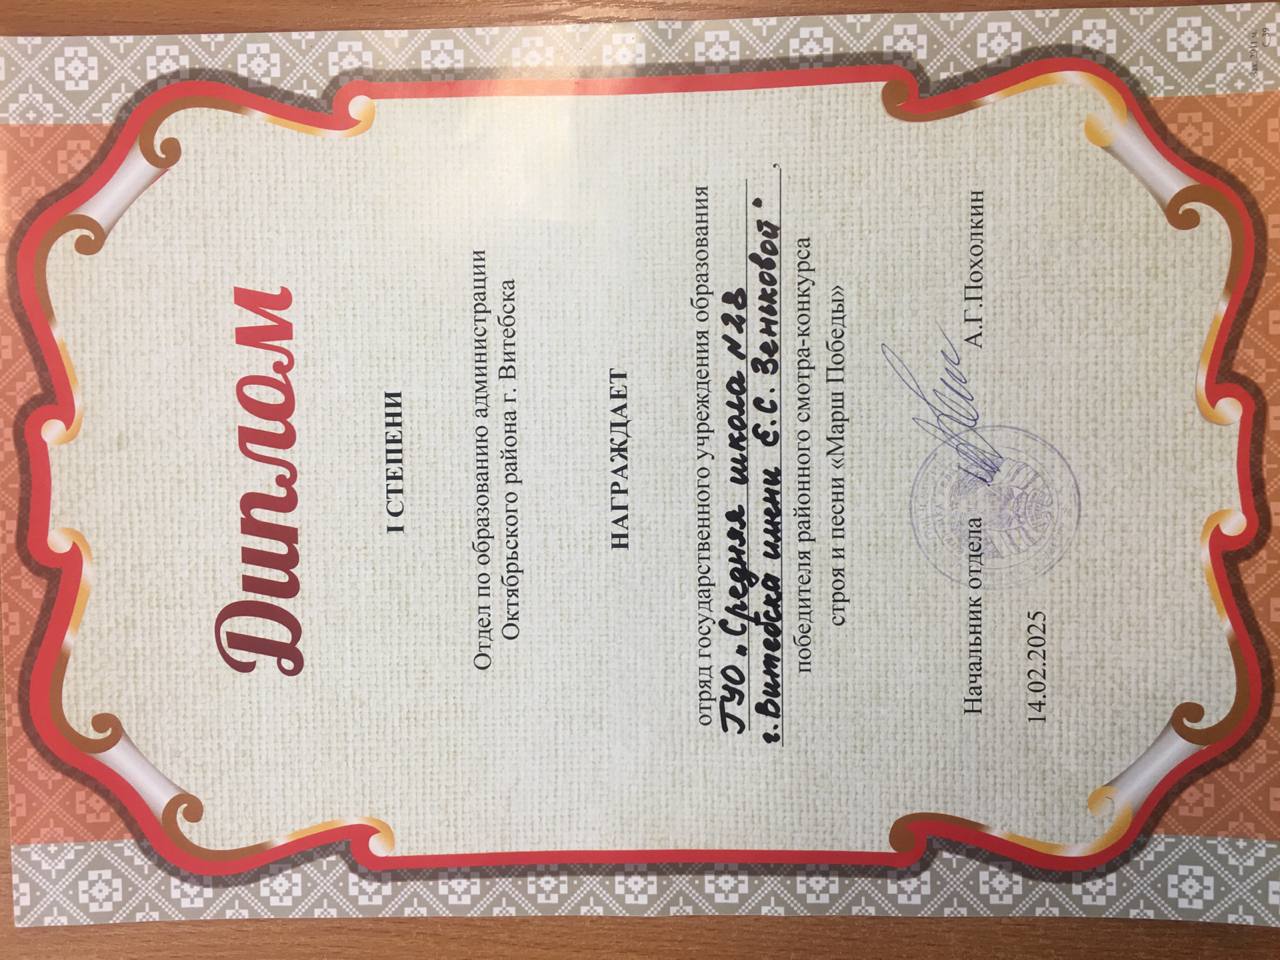 Диплом
I СТЕПЕНИ
Отдел по образованию администрации
Октябрьского района г. Витебска
НАГРАЖДАЕТ
отряд государственного учреждения образования
ГУО „Средняя школа №28
г. Витебска имени Е.С. Зеньковой“,
победителя районного смотра-конкурса
строя и песни «Марш Победы»
Начальник отдела А.Г.Похолкин
14.02.2025